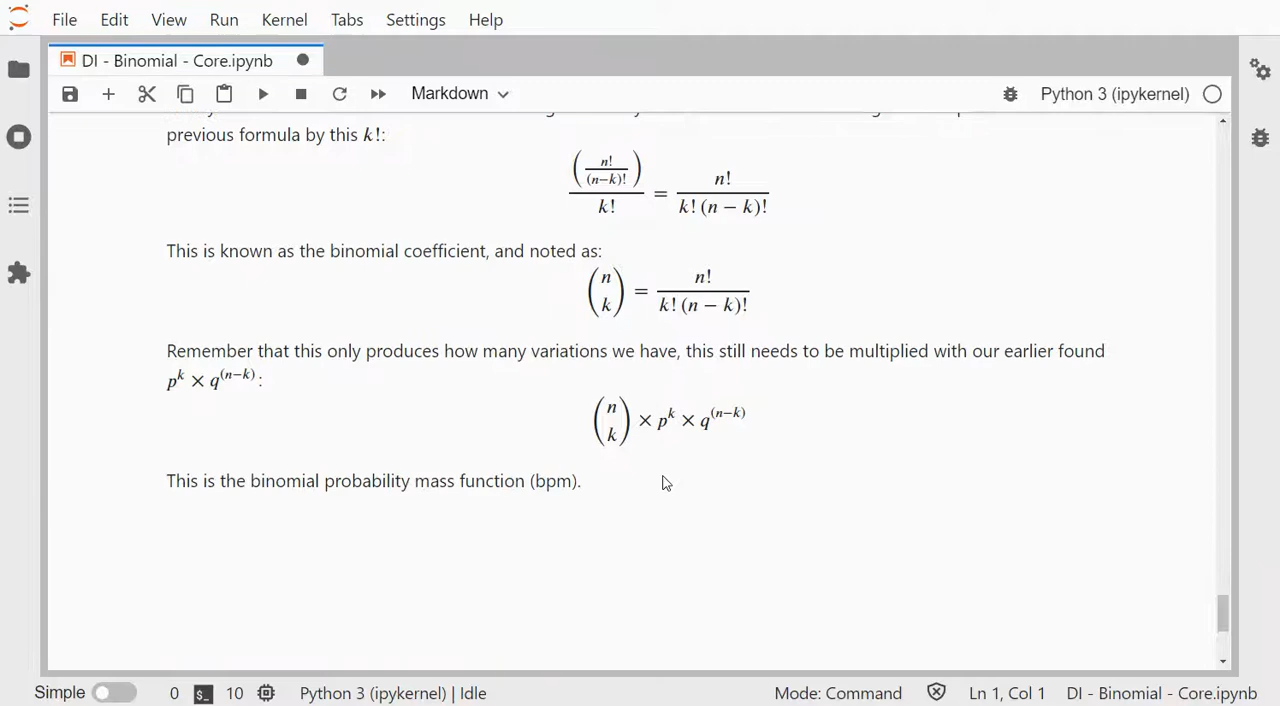 File Edit View Run Kernel Tabs Settings Help
DI - Binomial - Core.ipynb
Markdown Python 3 (ipykernel)
previous formula by this k!:
(n!/(n−k)!)/k! = n!/(k! (n − k)!)
This is known as the binomial coefficient, and noted as:
(n k) = n!/(k! (n − k)!)
Remember that this only produces how many variations we have, this still needs to be multiplied with our earlier found
p^k × q^(n−k):
(n k) × p^k × q^(n−k)
This is the binomial probability mass function (bpm).
Simple 0 $_ 10 Python 3 (ipykernel) | Idle Mode: Command Ln 1, Col 1 DI - Binomial - Core.ipynb